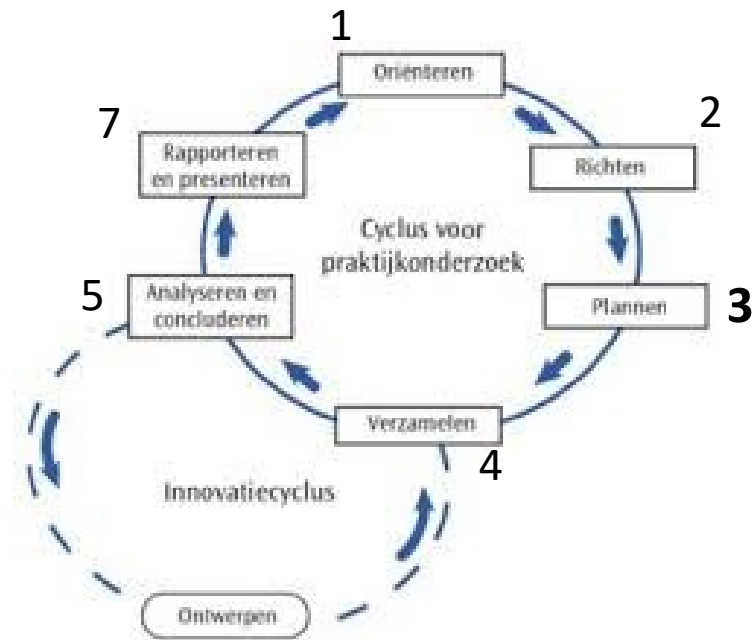 1
Oriënteren
7
2
Rapporteren
en presenteren
Richten
Cyclus voor
praktijkonderzoek
5
Analyseren en
concluderen
Plannen
3
Verzamelen
4
Innovatiecyclus
Ontwerpen